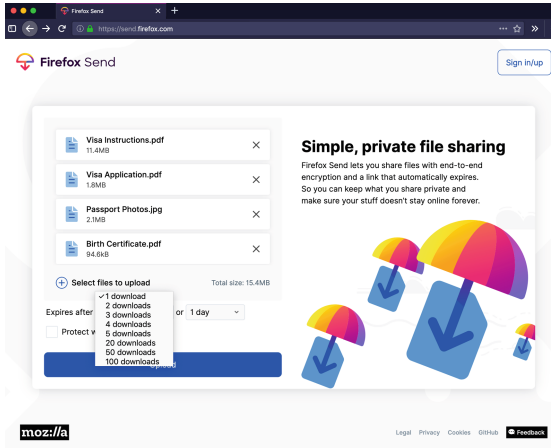 Firefox Send
https://send.firefox.com
Firefox Send
Sign in/up
Visa Instructions.pdf
11.4MB
Visa Application.pdf
1.8MB
Passport Photos.jpg
2.1MB
Birth Certificate.pdf
94.6kB
Select files to upload
Total size: 15.4MB
Expires after
or 1 day
✓1 download
2 downloads
3 downloads
4 downloads
5 downloads
20 downloads
50 downloads
100 downloads
Protect w
Upload
Simple, private file sharing
Firefox Send lets you share files with end-to-end
encryption and a link that automatically expires.
So you can keep what you share private and
make sure your stuff doesn't stay online forever.
moz://a
Legal Privacy Cookies GitHub Feedback